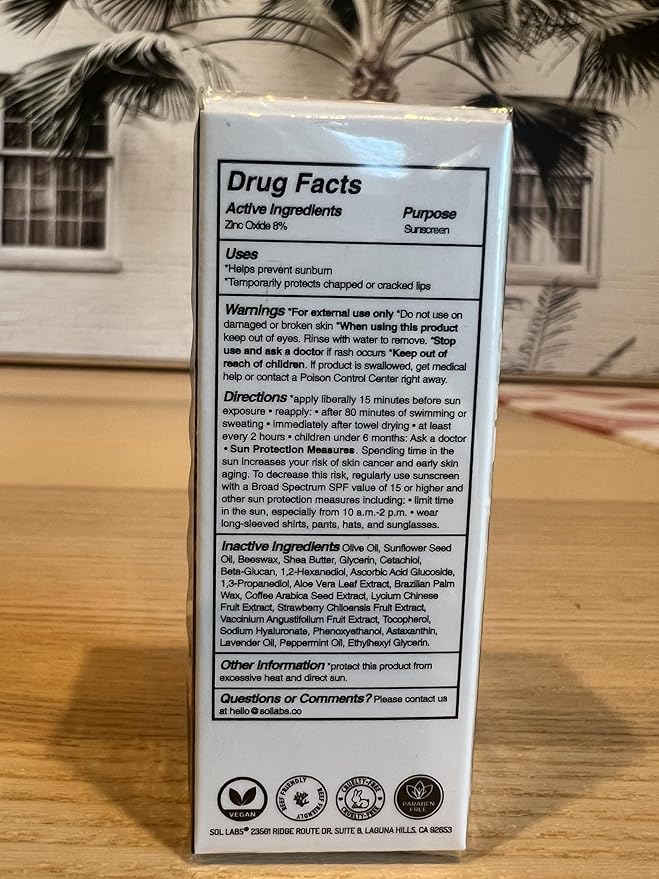 Drug Facts
Active Ingredients Purpose
Zinc Oxide 8% Sunscreen
Uses
*Helps prevent sunburn
*Temporarily protects chapped or cracked lips
Warnings *For external use only *Do not use on
damaged or broken skin *When using this product
keep out of eyes. Rinse with water to remove. *Stop
use and ask a doctor if rash occurs *Keep out of
reach of children. If product is swallowed, get medical
help or contact a Poison Control Center right away.
Directions *apply liberally 15 minutes before sun
exposure • reapply: • after 80 minutes of swimming or
sweating • immediately after towel drying • at least
every 2 hours • children under 6 months: Ask a doctor
• Sun Protection Measures. Spending time in the
sun increases your risk of skin cancer and early skin
aging. To decrease this risk, regularly use sunscreen
with a Broad Spectrum SPF value of 15 or higher and
other sun protection measures including: • limit time
in the sun, especially from 10 a.m.-2 p.m. • wear
long-sleeved shirts, pants, hats, and sunglasses.
Inactive Ingredients Olive Oil, Sunflower Seed
Oil, Beeswax, Shea Butter, Glycerin, Cetachiol,
Beta-Glucan, 1,2-Hexanediol, Ascorbic Acid Glucoside,
1,3-Propanediol, Aloe Vera Leaf Extract, Brazilian Palm
Wax, Coffee Arabica Seed Extract, Lycium Chinese
Fruit Extract, Strawberry Chiloensis Fruit Extract,
Vaccinium Angustifolium Fruit Extract, Tocopherol,
Sodium Hyaluronate, Phenoxyethanol, Astaxanthin,
Lavender Oil, Peppermint Oil, Ethylhexyl Glycerin.
Other Information *protect this product from
excessive heat and direct sun.
Questions or Comments? Please contact us
at hello@sollabs.co
VEGAN
REEF FRIENDLY REEF FRIENDLY
CRUELTY-FREE CRUELTY-FREE
PARABEN
FREE
SOL LABS® 23501 RIDGE ROUTE DR. SUITE B, LAGUNA HILLS, CA 92653